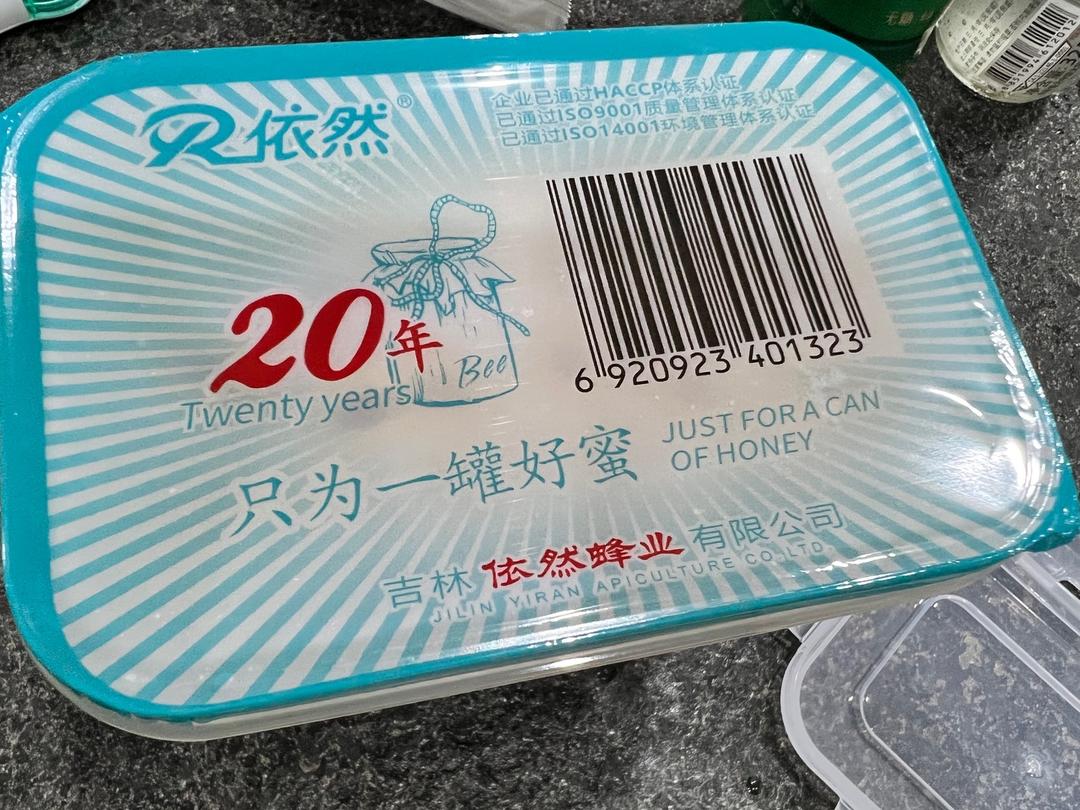 依然®
企业已通过HACCP体系认证
已通过ISO9001质量管理体系认证
已通过ISO14001环境管理体系认证
20年
Twenty years
Bee
6 920923 401323
只为一罐好蜜
JUST FOR A CAN
OF HONEY
吉林依然蜂业有限公司
JILIN YIRAN APICULTURE CO.,LTD.
无糖